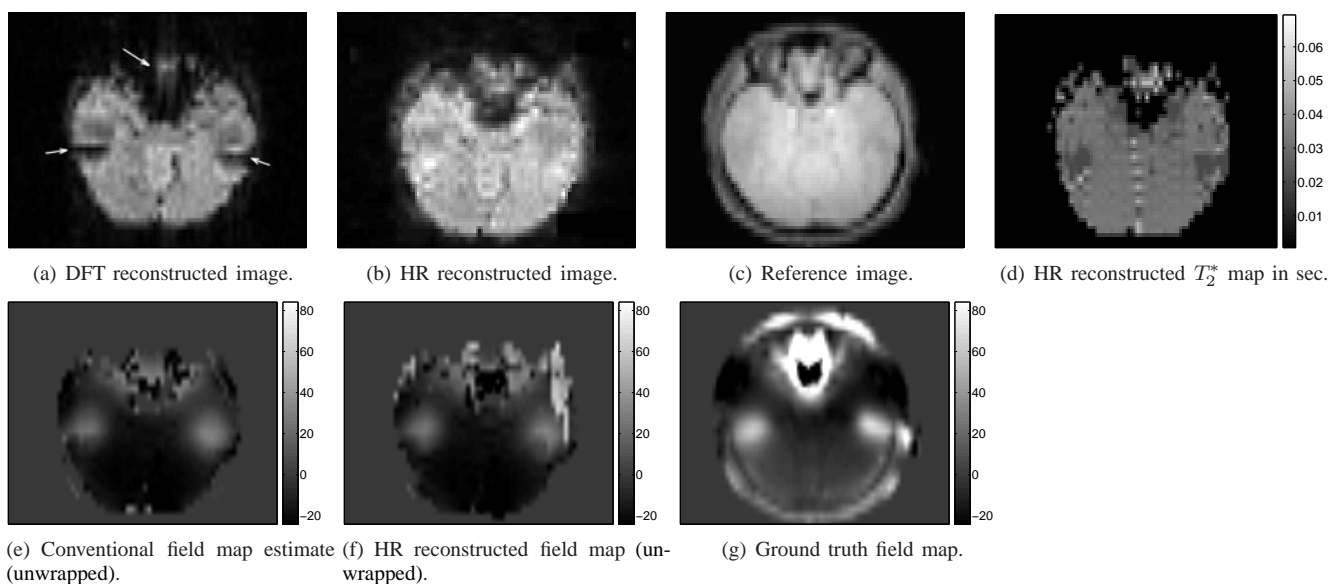 0.06
0.05
0.04
0.03
0.02
0.01
(a) DFT reconstructed image.
(b) HR reconstructed image.
(c) Reference image.
(d) HR reconstructed T₂* map in sec.
80
60
40
20
0
−20
80
60
40
20
0
−20
80
60
40
20
0
−20
(e) Conventional field map estimate
(unwrapped).
(f) HR reconstructed field map (un-
wrapped).
(g) Ground truth field map.